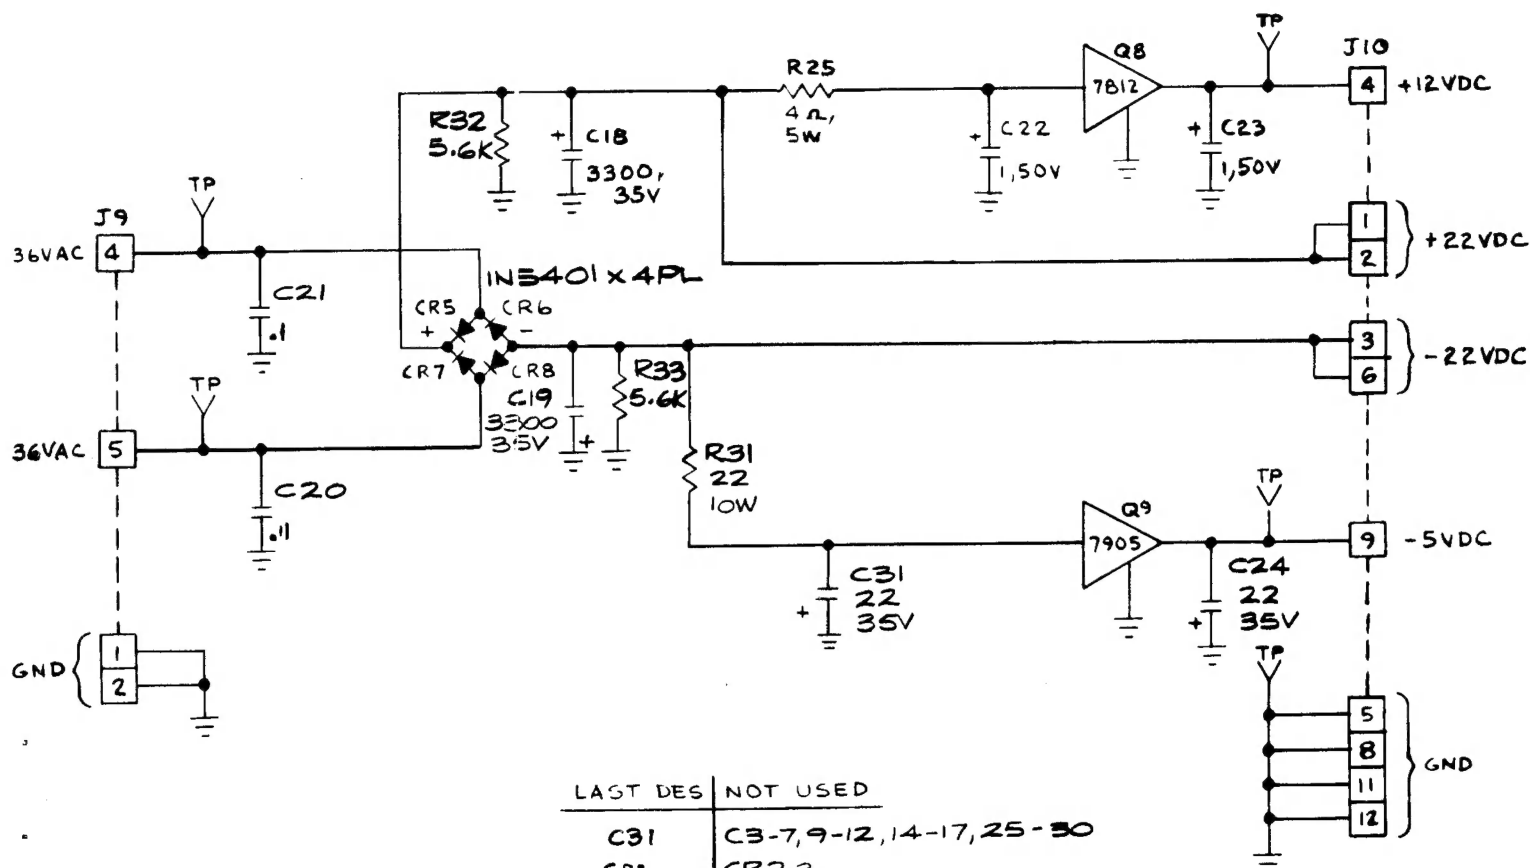 TP
J10
Q8
7812
4 +12VDC
R25
4Ω,
5W
R32
5.6K
+ C18
3300,
35V
+ C22
1,50V
+ C23
1,50V
TP
J9
36VAC 4
1
2
+22VDC
C21
.1
IN5401 x 4PL
CR5 CR6
+ -
CR7 CR8
3
6
-22VDC
TP
36VAC 5
C19
3300
35V
+
R33
5.6K
R31
22
10W
C20
.1
TP
Q9
7905
9 -5VDC
C31
22
35V
+
C24
22
35V
+
GND
1
2
TP
5
8
11
12
GND
LAST DES NOT USED
C31 C3-7,9-12,14-17,25-30